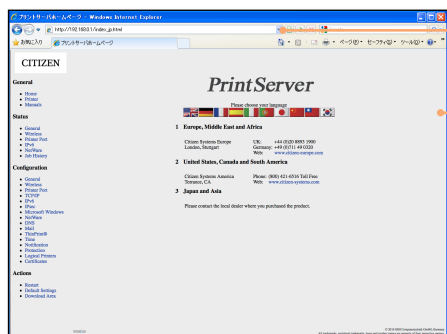 プリントサーバホームページ - Windows Internet Explorer
http://192.168.0.1/index_jp.html
お気に入り
プリントサーバホームページ
ページ(P)
セーフティ(S)
ツール(O)
CITIZEN
General
Home
Printer
Manuals
Status
General
Wireless
Printer Port
IPv6
NetWare
Job History
Configuration
General
Wireless
Printer Port
TCP/IP
IPv6
IPsec
Microsoft Windows
NetWare
DNS
Mail
ThinPrint®
Time
Notification
Protection
Logical Printers
Certificates
Actions
Restart
Default Settings
Download Area
PrintServer
Please choose your language
1 Europe, Middle East and Africa
Citizen Systems Europe UK: +44 (0)20 8893 1900
London, Stuttgart Germany: +49 (0)711 49 0320
Web: www.citizen-europe.com
2 United States, Canada and South America
Citizen Systems America Phone: (800) 421-6516 Toll Free
Torrance, CA Web: www.citizen-systems.com
3 Japan and Asia
Please contact the local dealer where you purchased the product.